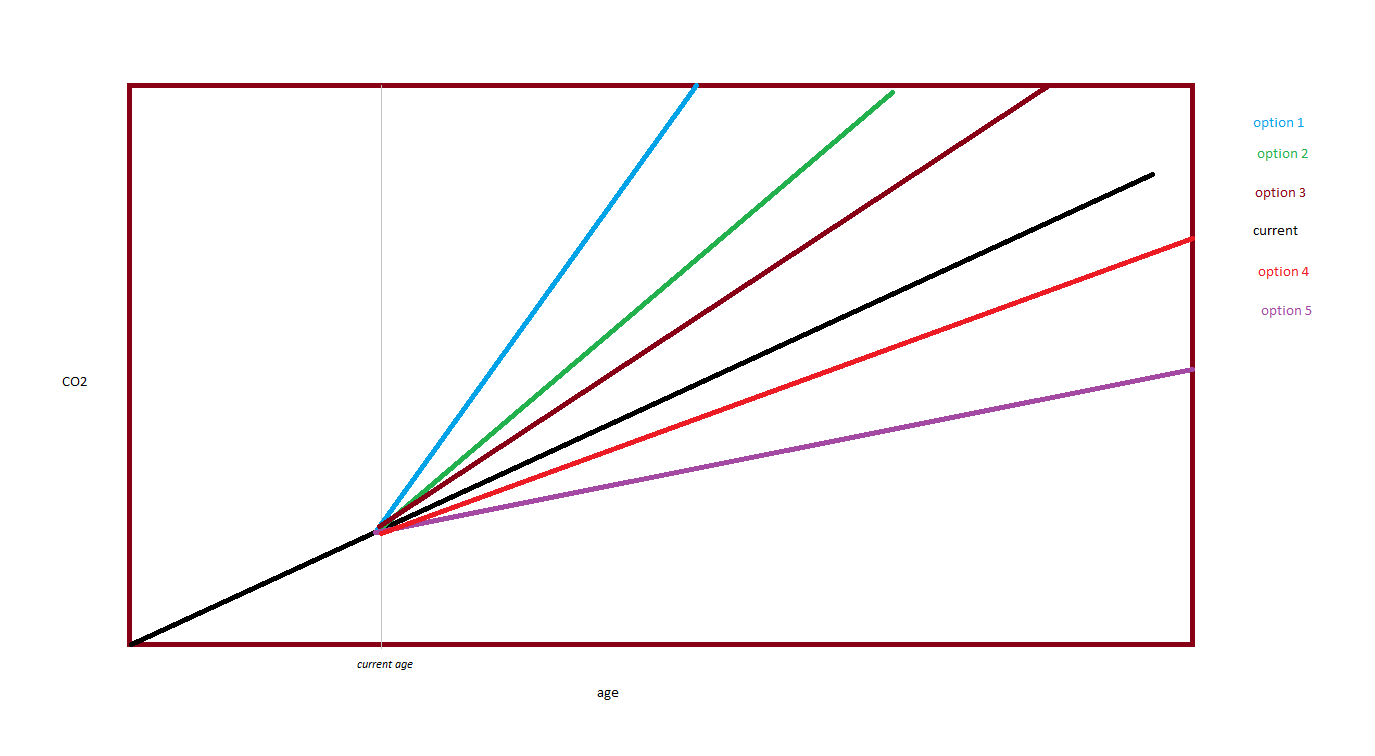 option 1
option 2
option 3
current
option 4
option 5
CO2
current age
age